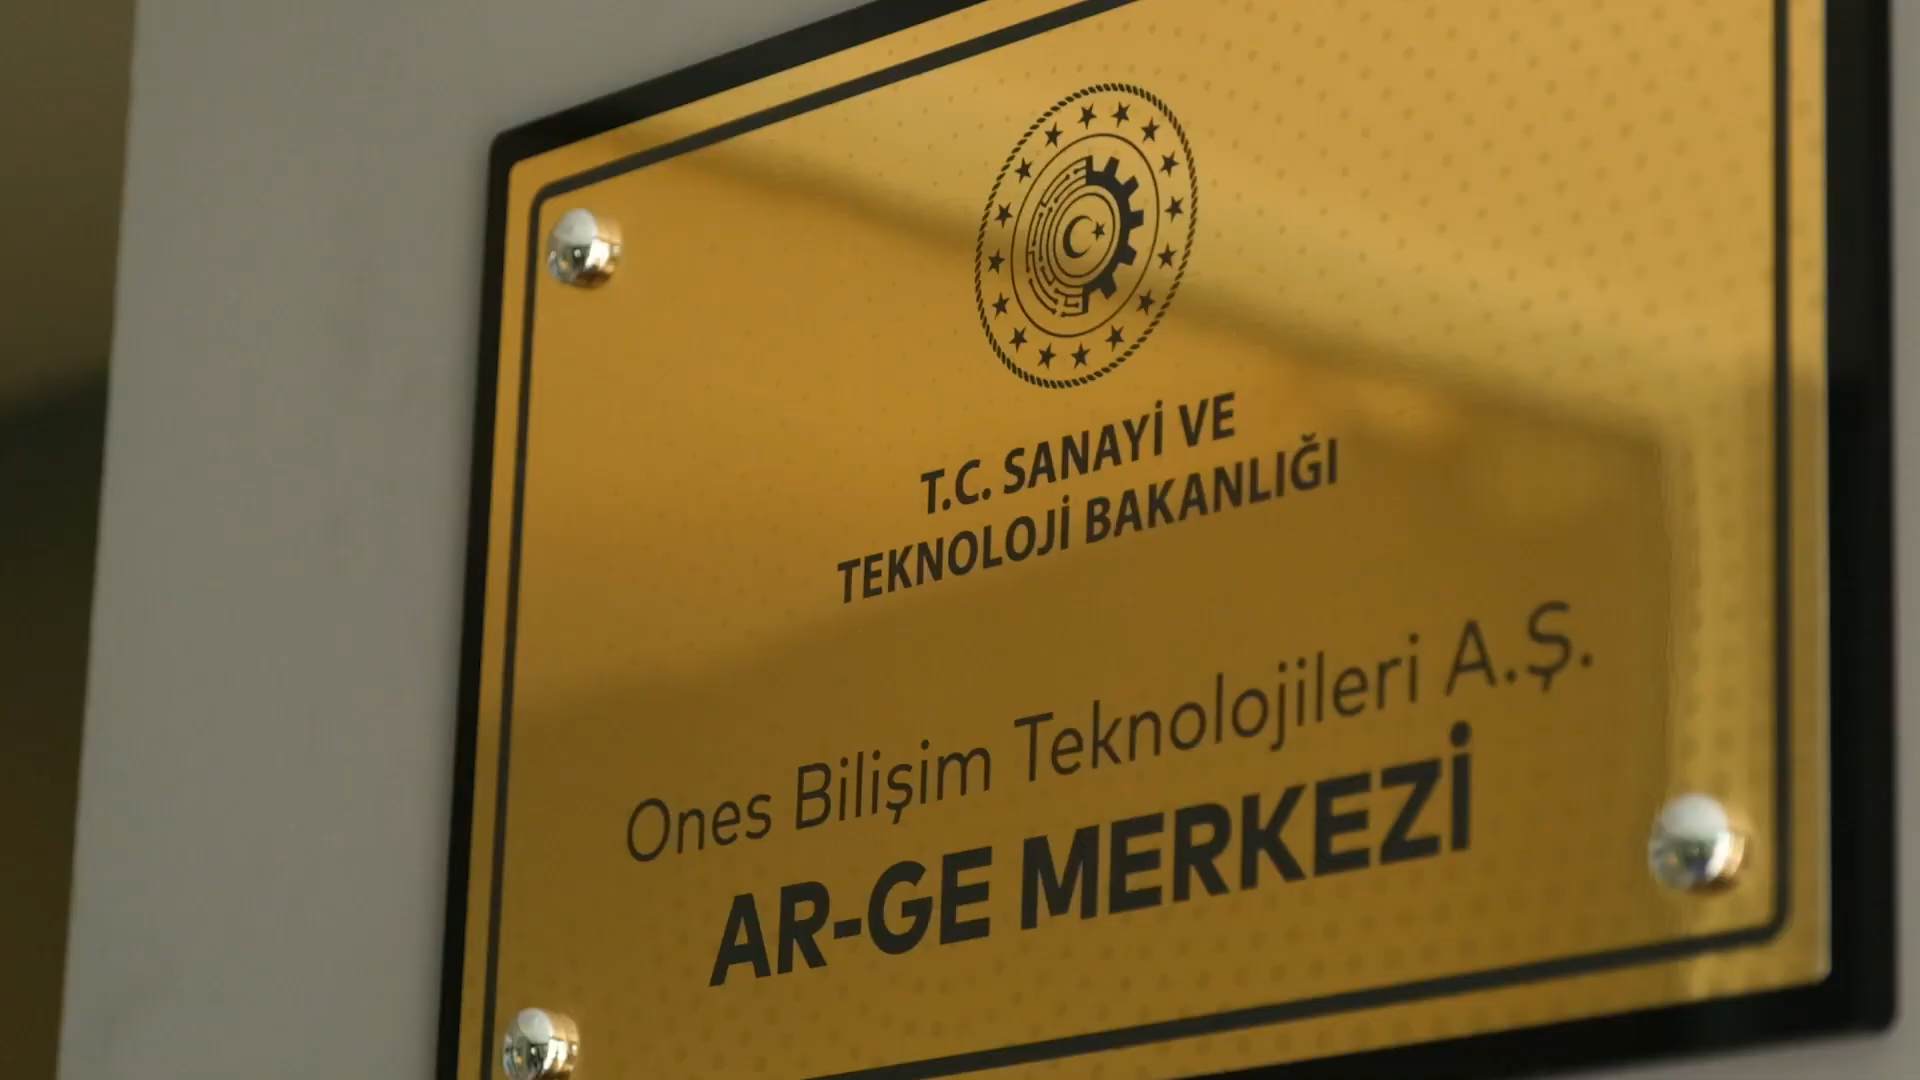 T.C. SANAYİ VE
TEKNOLOJİ BAKANLIĞI
Ones Bilişim Teknolojileri A.Ş.
AR-GE MERKEZİ